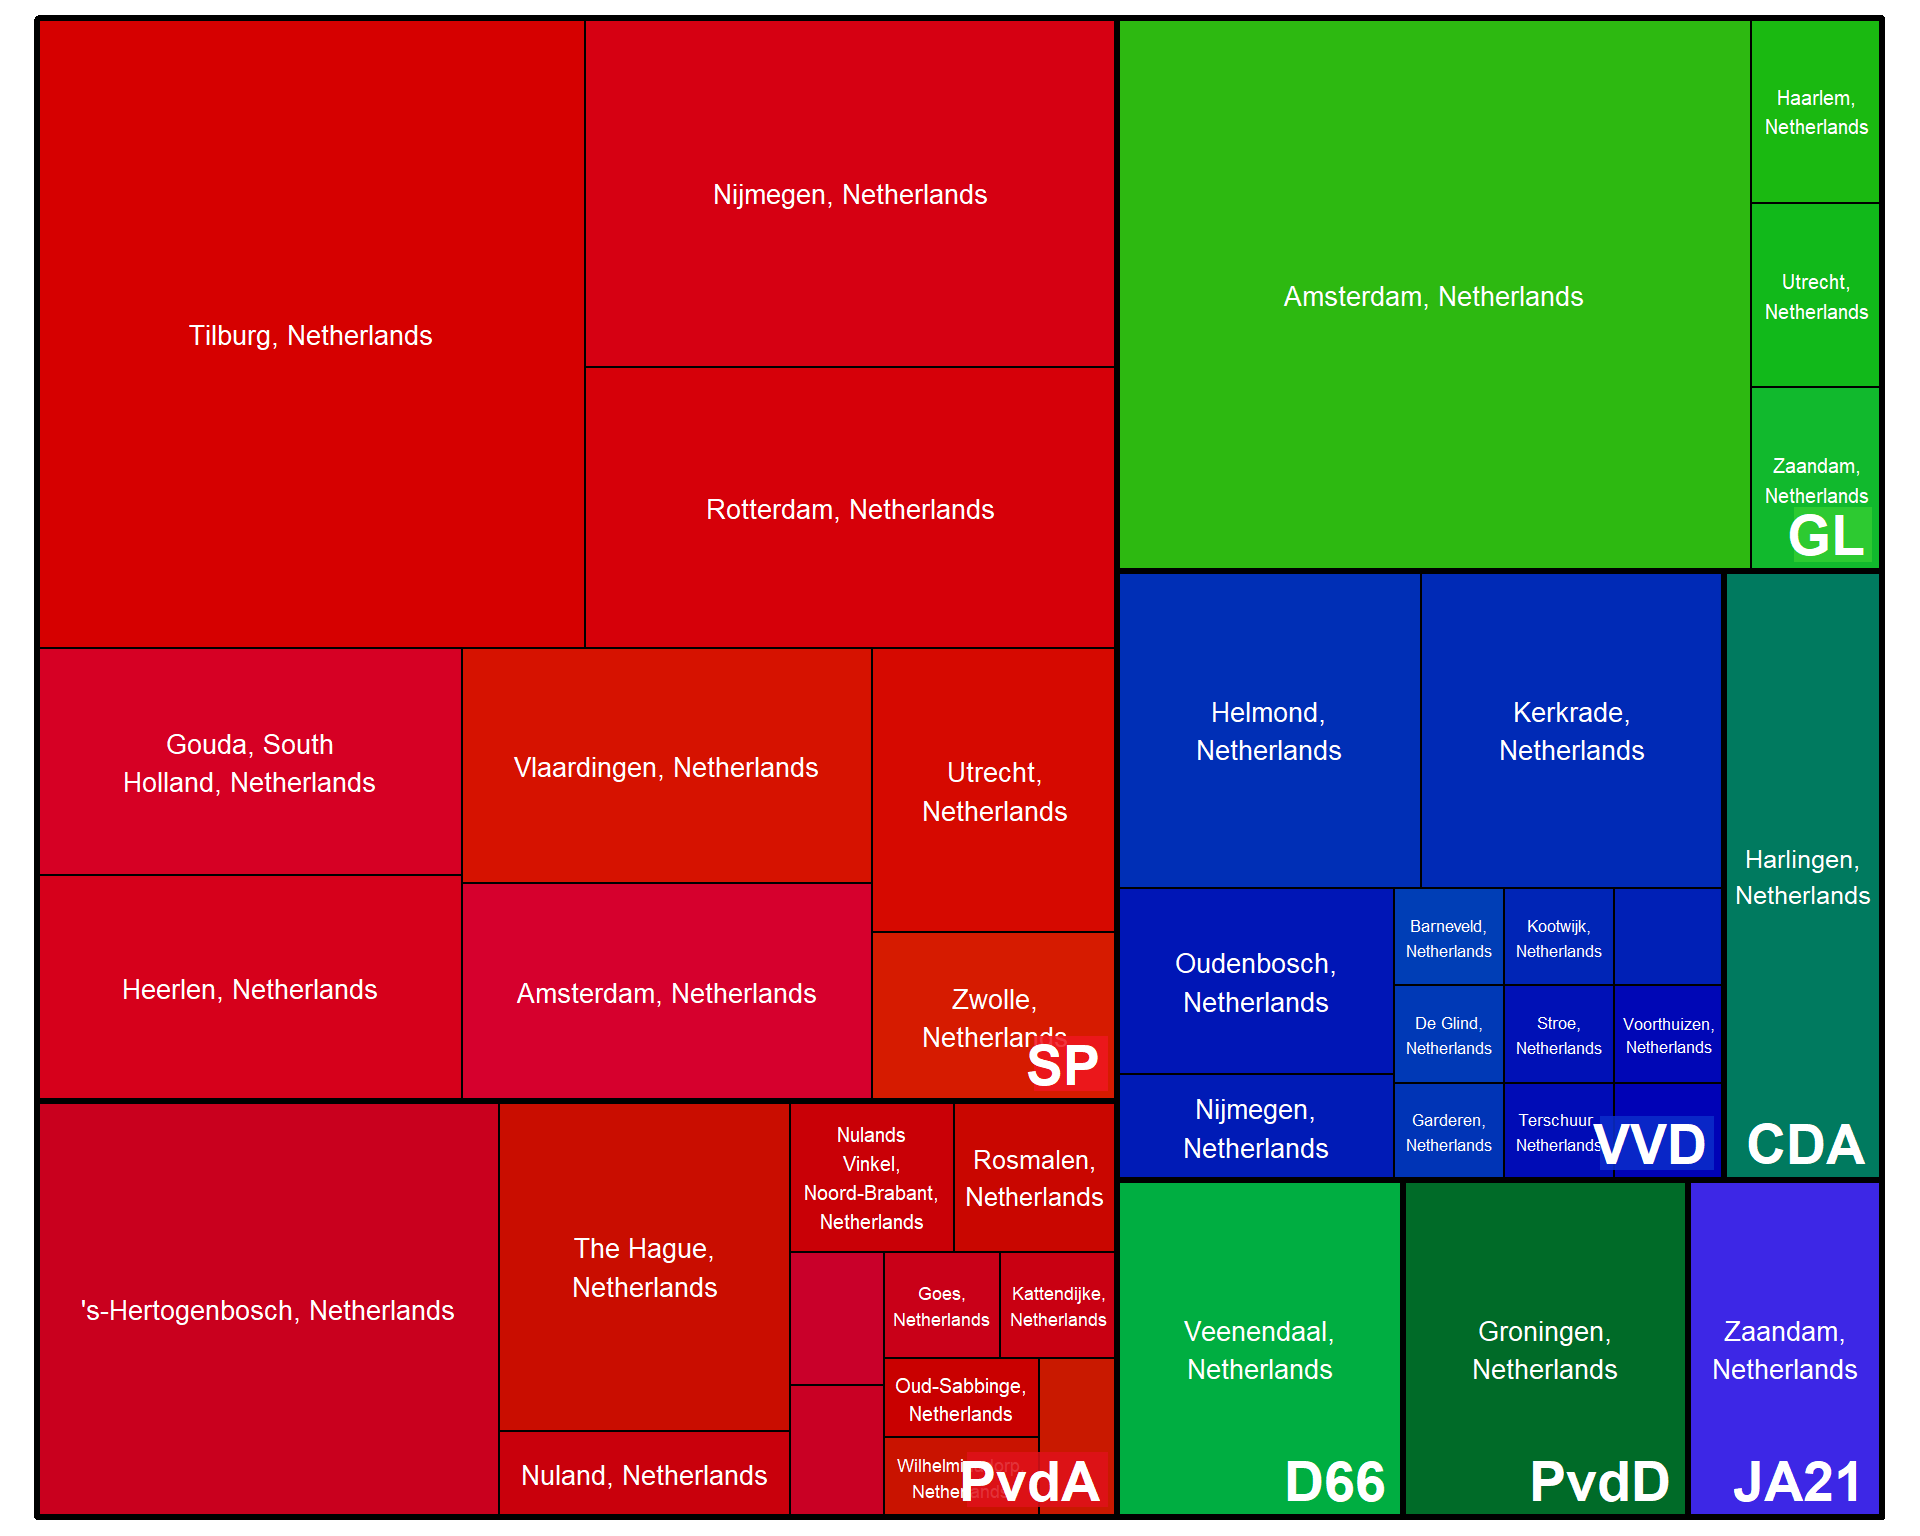 Tilburg, Netherlands
Nijmegen, Netherlands
Rotterdam, Netherlands
Gouda, South
Holland, Netherlands
Heerlen, Netherlands
Vlaardingen, Netherlands
Amsterdam, Netherlands
Utrecht,
Netherlands
Zwolle,
Netherlands
SP
's-Hertogenbosch, Netherlands
The Hague,
Netherlands
Nuland, Netherlands
Nulands
Vinkel,
Noord-Brabant,
Netherlands
Rosmalen,
Netherlands
Goes,
Netherlands
Kattendijke,
Netherlands
Oud-Sabbinge,
Netherlands
Wilhelminadorp,
Netherlands
PvdA
Amsterdam, Netherlands
Haarlem,
Netherlands
Utrecht,
Netherlands
Zaandam,
Netherlands
GL
Helmond,
Netherlands
Kerkrade,
Netherlands
Oudenbosch,
Netherlands
Nijmegen,
Netherlands
Barneveld,
Netherlands
Kootwijk,
Netherlands
De Glind,
Netherlands
Stroe,
Netherlands
Voorthuizen,
Netherlands
Garderen,
Netherlands
Terschuur,
Netherlands
VVD
Harlingen,
Netherlands
CDA
Veenendaal,
Netherlands
D66
Groningen,
Netherlands
PvdD
Zaandam,
Netherlands
JA21